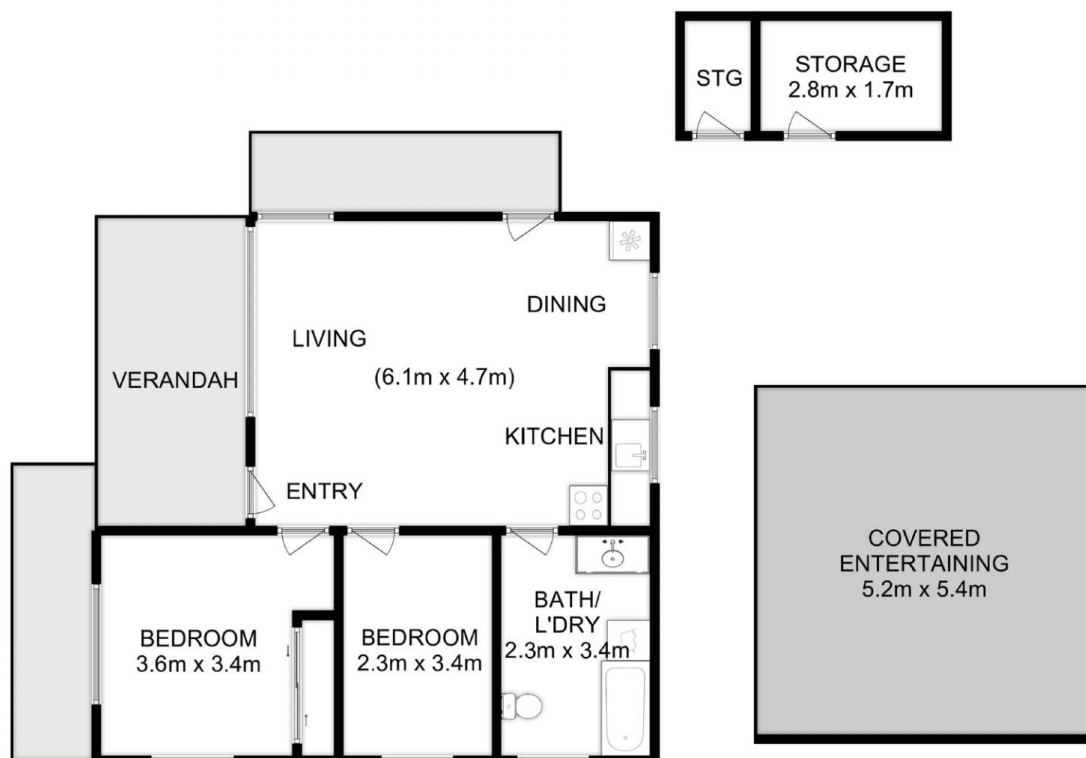 STG
STORAGE
2.8m x 1.7m
DINING
LIVING
(6.1m x 4.7m)
VERANDAH
KITCHEN
ENTRY
COVERED
ENTERTAINING
5.2m x 5.4m
BEDROOM
3.6m x 3.4m
BEDROOM
2.3m x 3.4m
BATH/
L'DRY
2.3m x 3.4m